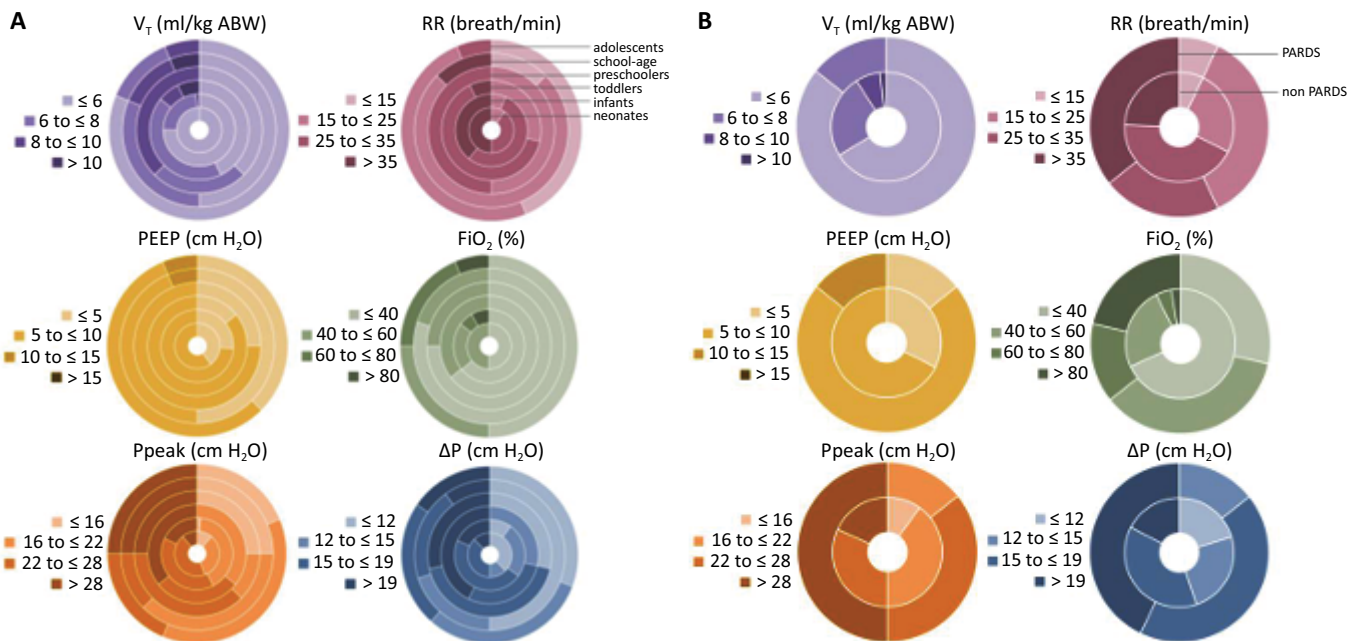 A
B
V_T (ml/kg ABW)
≤ 6
6 to ≤ 8
8 to ≤ 10
> 10
RR (breath/min)
≤ 15
15 to ≤ 25
25 to ≤ 35
> 35
adolescents
school-age
preschoolers
toddlers
infants
neonates
PEEP (cm H₂O)
≤ 5
5 to ≤ 10
10 to ≤ 15
> 15
FiO₂ (%)
≤ 40
40 to ≤ 60
60 to ≤ 80
> 80
Ppeak (cm H₂O)
≤ 16
16 to ≤ 22
22 to ≤ 28
> 28
ΔP (cm H₂O)
≤ 12
12 to ≤ 15
15 to ≤ 19
> 19
V_T (ml/kg ABW)
≤ 6
6 to ≤ 8
8 to ≤ 10
> 10
RR (breath/min)
≤ 15
15 to ≤ 25
25 to ≤ 35
> 35
PARDS
non PARDS
PEEP (cm H₂O)
≤ 5
5 to ≤ 10
10 to ≤ 15
> 15
FiO₂ (%)
≤ 40
40 to ≤ 60
60 to ≤ 80
> 80
Ppeak (cm H₂O)
≤ 16
16 to ≤ 22
22 to ≤ 28
> 28
ΔP (cm H₂O)
≤ 12
12 to ≤ 15
15 to ≤ 19
> 19